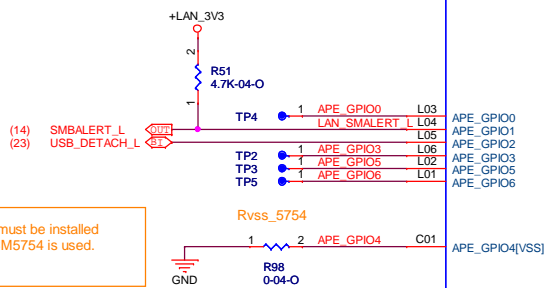 +LAN_3V3
2
R51
4.7K-04-O
1
TP4 1 APE_GPIO0 L03 APE_GPIO0
(14) SMBALERT_L OUT LAN_SMALERT_L L04 APE_GPIO1
(23) USB_DETACH_L BI L05 APE_GPIO2
TP2 1 APE_GPIO3 L06 APE_GPIO3
TP3 1 APE_GPIO5 L02 APE_GPIO5
TP5 1 APE_GPIO6 L01 APE_GPIO6
must be installed
M5754 is used.
Rvss_5754
1 2 APE_GPIO4 C01 APE_GPIO4[VSS]
R98
0-04-O
GND